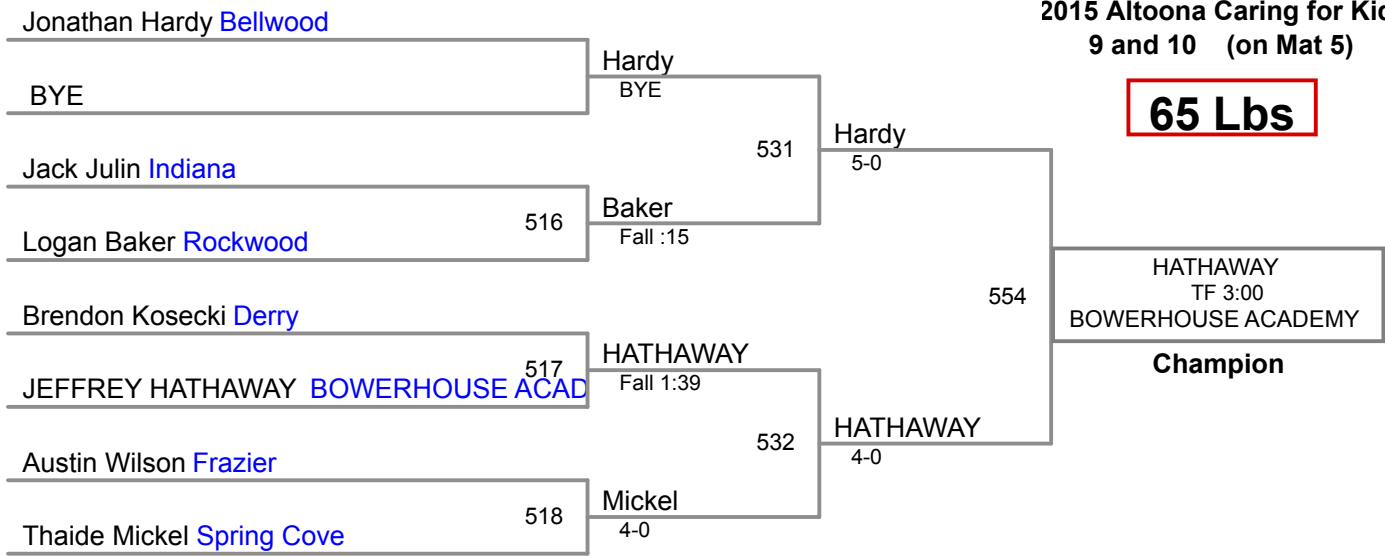 2015 Altoona Caring for Kid
9 and 10 (on Mat 5)
65 Lbs
Jonathan Hardy Bellwood
BYE
Hardy
BYE
Jack Julin Indiana
Logan Baker Rockwood
516
Baker
Fall :15
531
Hardy
5-0
Brendon Kosecki Derry
JEFFREY HATHAWAY BOWERHOUSE ACAD
517
HATHAWAY
Fall 1:39
Austin Wilson Frazier
Thaide Mickel Spring Cove
518
Mickel
4-0
532
HATHAWAY
4-0
554
HATHAWAY
TF 3:00
BOWERHOUSE ACADEMY
Champion